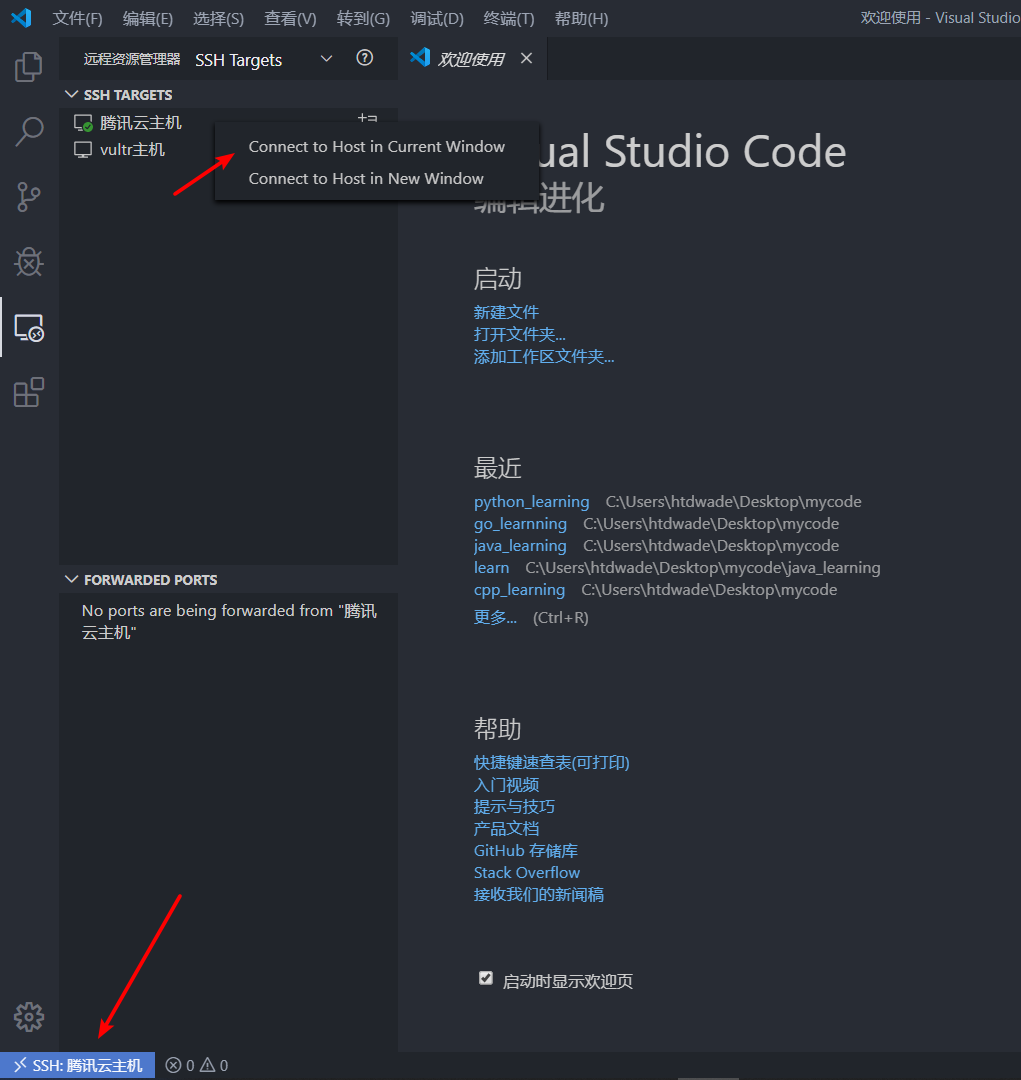 文件(F) 编辑(E) 选择(S) 查看(V) 转到(G) 调试(D) 终端(T) 帮助(H) 欢迎使用 - Visual Studio
远程资源管理器 SSH Targets
欢迎使用
SSH TARGETS
腾讯云主机
vultr主机
Connect to Host in Current Window
Connect to Host in New Window
ual Studio Code
编辑进化
启动
新建文件
打开文件夹...
添加工作区文件夹...
最近
python_learning C:\Users\htdwade\Desktop\mycode
go_learnning C:\Users\htdwade\Desktop\mycode
java_learning C:\Users\htdwade\Desktop\mycode
learn C:\Users\htdwade\Desktop\mycode\java_learning
cpp_learning C:\Users\htdwade\Desktop\mycode
更多... (Ctrl+R)
FORWARDED PORTS
No ports are being forwarded from "腾讯
云主机"
帮助
快捷键速查表(可打印)
入门视频
提示与技巧
产品文档
GitHub 存储库
Stack Overflow
接收我们的新闻稿
启动时显示欢迎页
SSH: 腾讯云主机 0 0